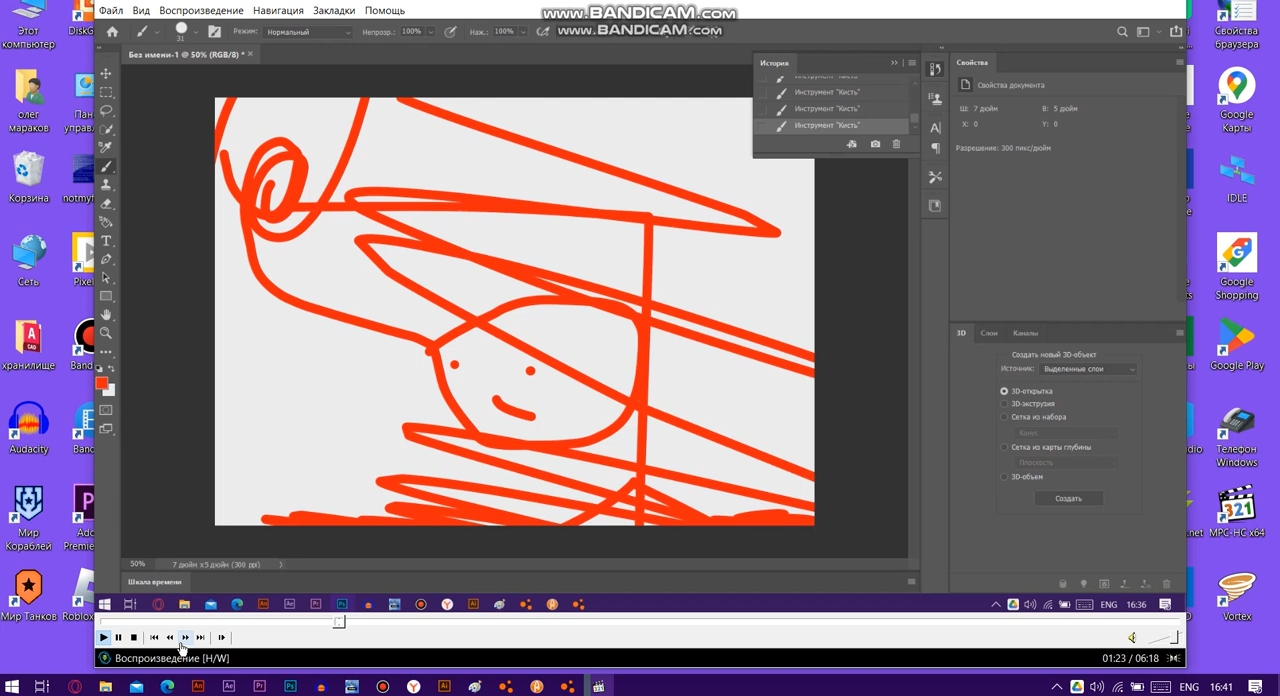 Файл Вид Воспроизведение Навигация Закладки Помощь
www.BANDICAM.com
www.BANDICAM.com
Режим: Нормальный Непрозр.: 100% Наж.: 100%
31
Без имени-1 @ 50% (RGB/8) *
История
Инструмент "Кисть"
Инструмент "Кисть"
Инструмент "Кисть"
Инструмент "Кисть"
Свойства
Свойства документа
Ш: 7 дюйм В: 5 дюйм
X: 0 Y: 0
Разрешение: 300 пикс/дюйм
3D Слои Каналы
Создать новый 3D-объект
Источник: Выделенные слои
3D-открытка
3D-экструзия
Сетка из набора
Конус
Сетка из карты глубины
Плоскость
3D-объем
Создать
50% 7 дюйм x5 дюйм (300 ppi)
Шкала времени
ENG 16:36
Воспроизведение [H/W]
01:23 / 06:18
ENG 16:41
Этот
компьютер
DiskG
олег
мараков
Пан
управ
Корзина
notmyf
Сеть
Pixel
хранилище
Band
Audacity
Band
Мир
Кораблей
Ado
Premie
Мир Танков
Roblox
Свойства
браузера
Google
Карты
IDLE
Google
Shopping
Google Play
Телефон
Windows
MPC-HC x64
Vortex